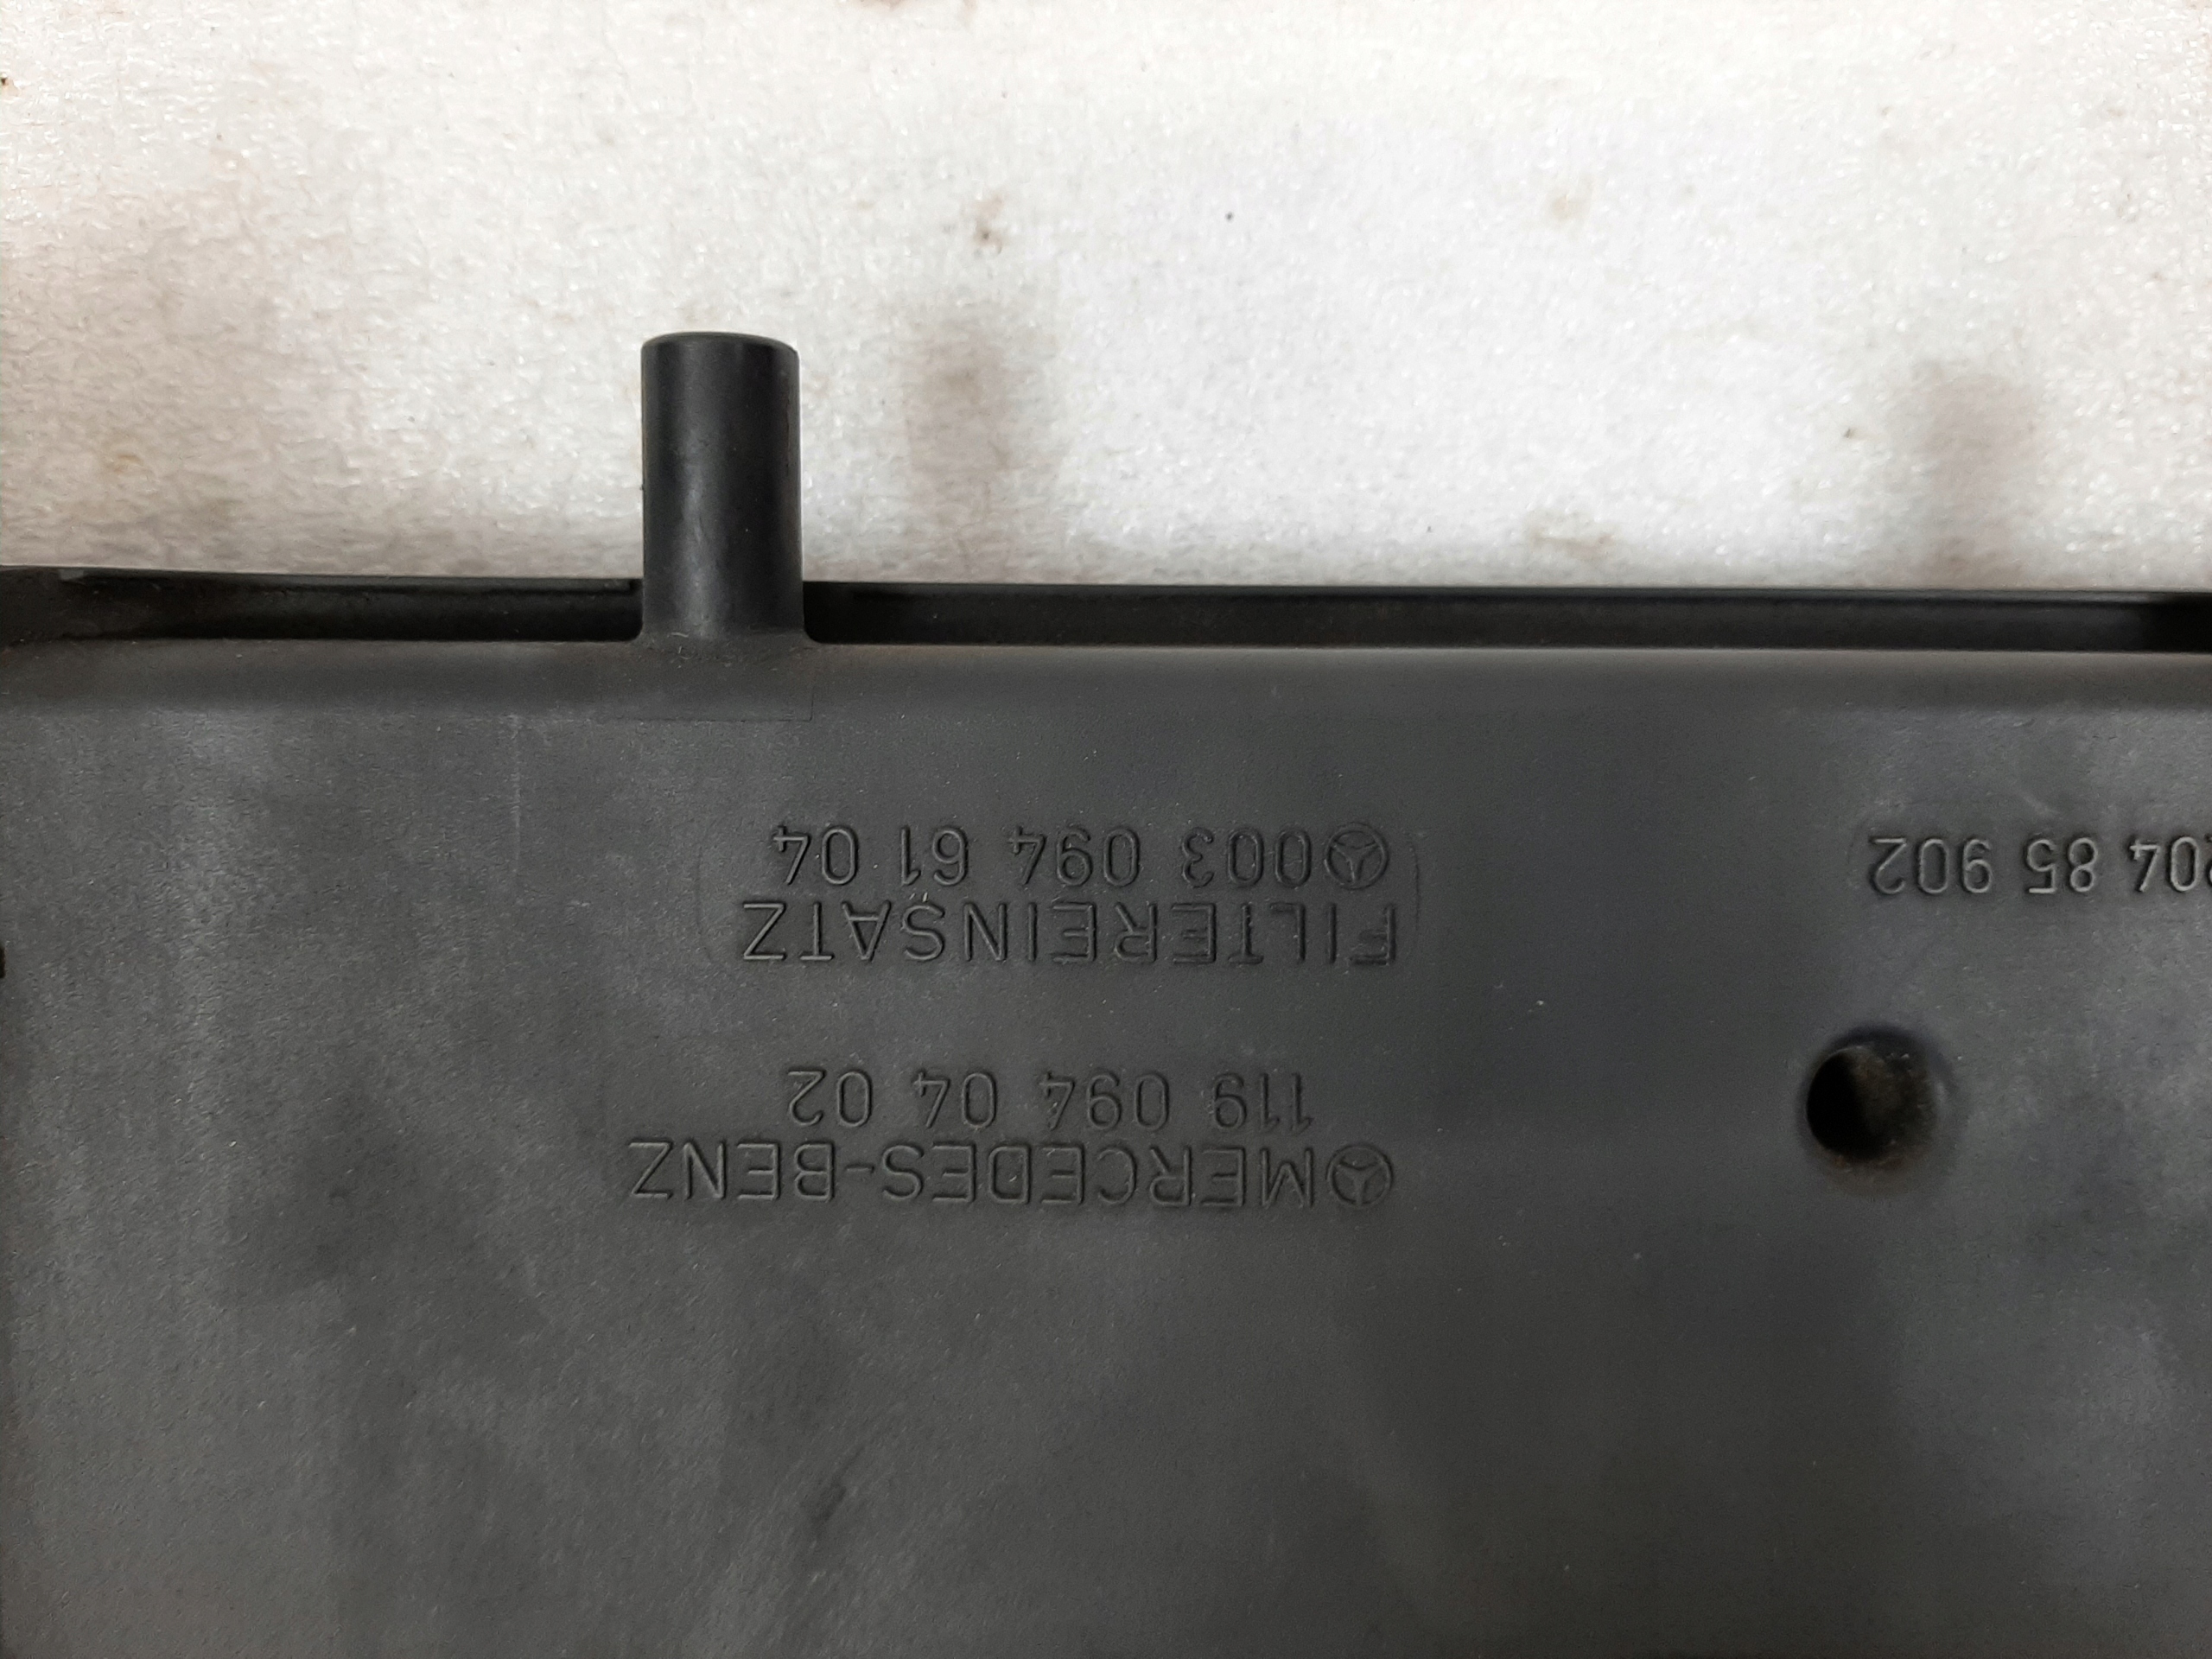 MERCEDES-BENZ
119 094 04 02
FILTEREINSATZ
003 094 61 04
204 85 902